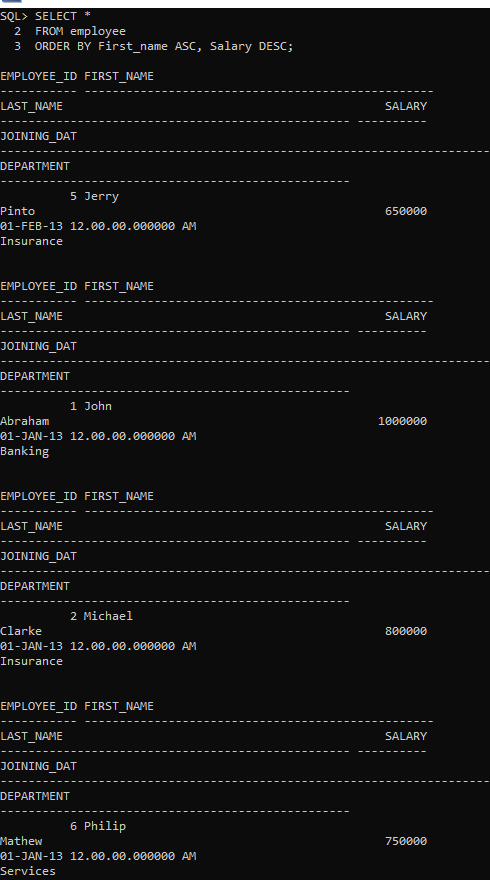 SQL> SELECT *
  2  FROM employee
  3  ORDER BY First_name ASC, Salary DESC;
EMPLOYEE_ID FIRST_NAME
----------- --------------------------------------------------
LAST_NAME                                              SALARY
-------------------------------------------------- ----------
JOINING_DAT
----------------------------------------------------------------------
DEPARTMENT
--------------------------------------------------
          5 Jerry
Pinto                                                  650000
01-FEB-13 12.00.00.000000 AM
Insurance
EMPLOYEE_ID FIRST_NAME
----------- --------------------------------------------------
LAST_NAME                                              SALARY
-------------------------------------------------- ----------
JOINING_DAT
----------------------------------------------------------------------
DEPARTMENT
--------------------------------------------------
          1 John
Abraham                                               1000000
01-JAN-13 12.00.00.000000 AM
Banking
EMPLOYEE_ID FIRST_NAME
----------- --------------------------------------------------
LAST_NAME                                              SALARY
-------------------------------------------------- ----------
JOINING_DAT
----------------------------------------------------------------------
DEPARTMENT
--------------------------------------------------
          2 Michael
Clarke                                                 800000
01-JAN-13 12.00.00.000000 AM
Insurance
EMPLOYEE_ID FIRST_NAME
----------- --------------------------------------------------
LAST_NAME                                              SALARY
-------------------------------------------------- ----------
JOINING_DAT
----------------------------------------------------------------------
DEPARTMENT
--------------------------------------------------
          6 Philip
Mathew                                                 750000
01-JAN-13 12.00.00.000000 AM
Services